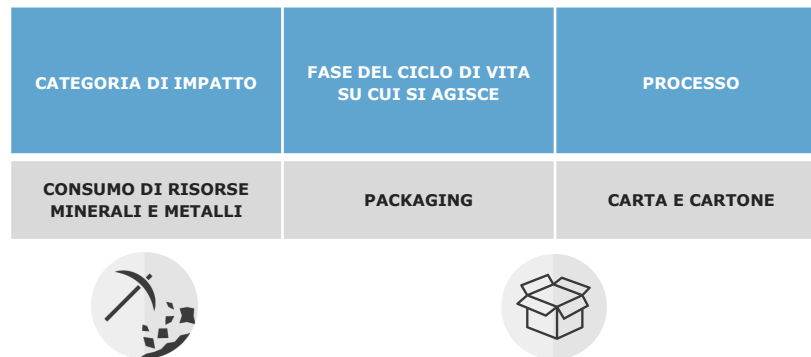 CATEGORIA DI IMPATTO
FASE DEL CICLO DI VITA
SU CUI SI AGISCE
PROCESSO
CONSUMO DI RISORSE
MINERALI E METALLI
PACKAGING
CARTA E CARTONE